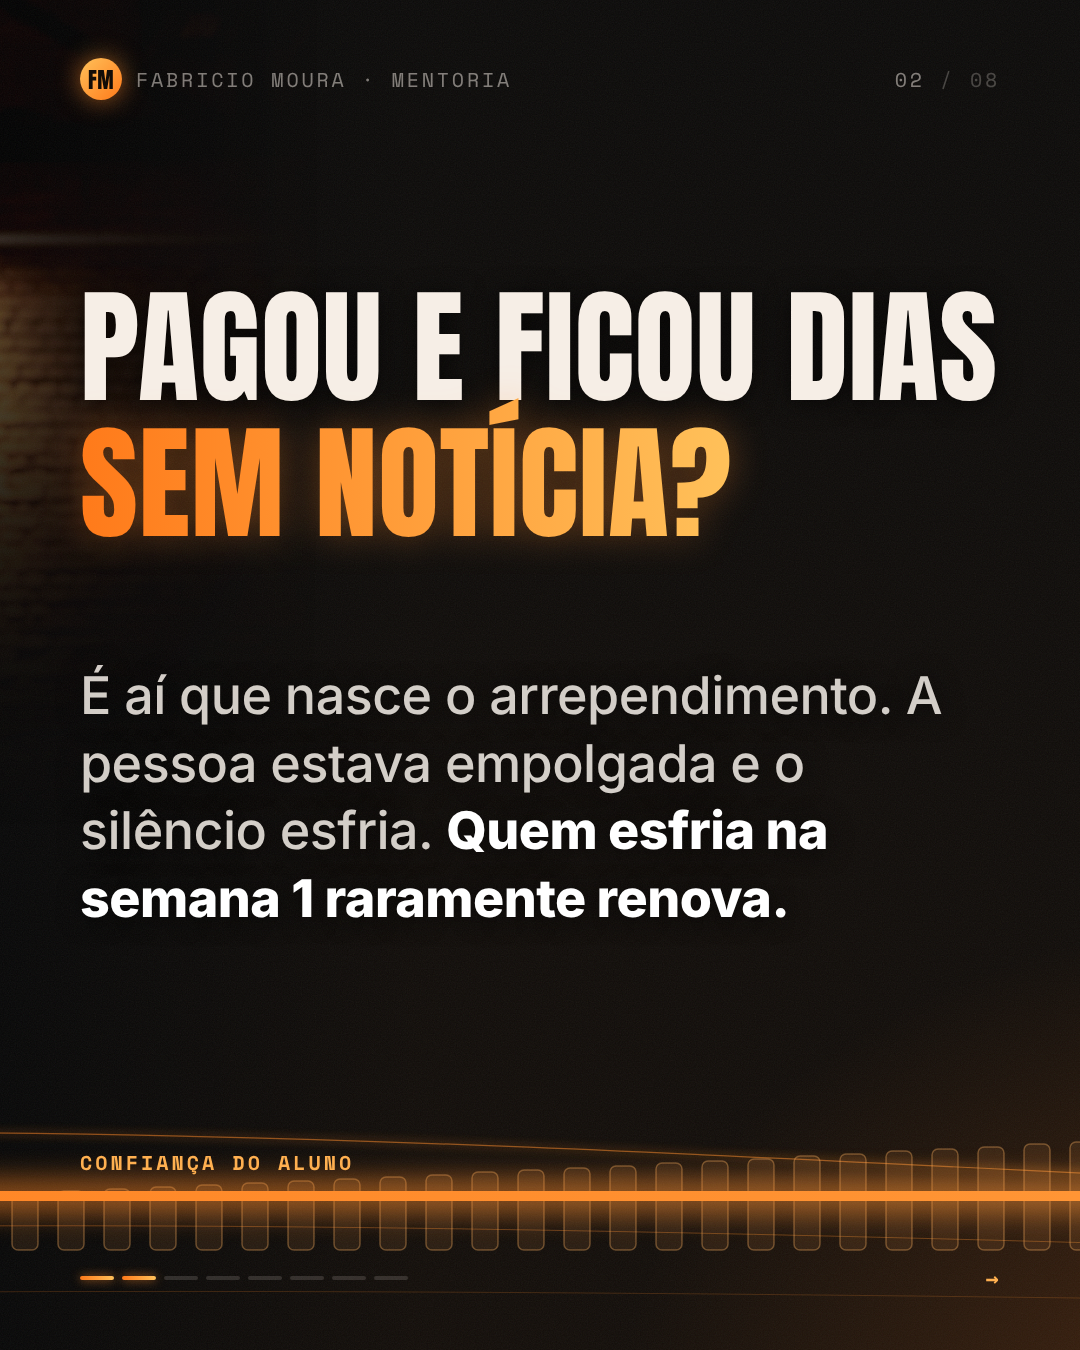 FM FABRICIO MOURA · MENTORIA
02 / 08
PAGOU E FICOU DIAS
SEM NOTÍCIA?
É aí que nasce o arrependimento. A
pessoa estava empolgada e o
silêncio esfria. Quem esfria na
semana 1 raramente renova.
CONFIANÇA DO ALUNO
→